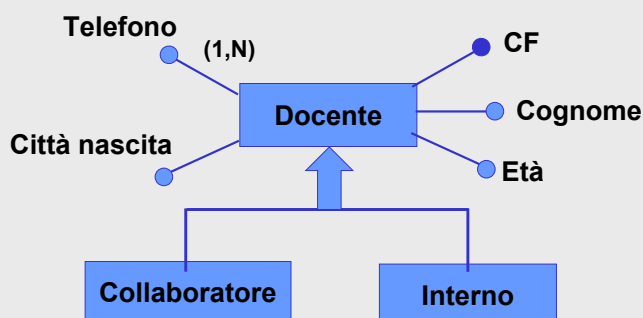 Telefono
(1,N)
CF
Docente
Cognome
Città nascita
Età
Collaboratore
Interno